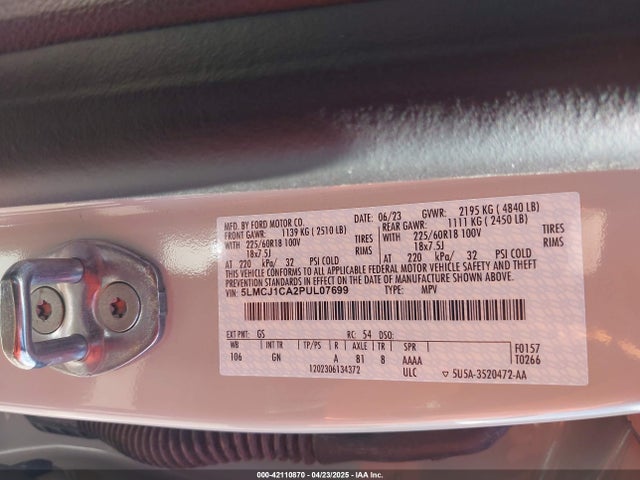 MFD. BY FORD MOTOR CO. 06/23 GVWR: 2195 KG ( 4840 LB)
FRONT GAWR: 1139 KG ( 2510 LB) REAR GAWR: 1111 KG ( 2450 LB)
WITH 225/60R18 100V TIRES WITH 225/60R18 100V TIRES
18x7.5J RIMS 18x7.5J RIMS
AT 220 kPa/ 32 PSI COLD AT 220 kPa/ 32 PSI COLD
THIS VEHICLE CONFORMS TO ALL APPLICABLE FEDERAL MOTOR VEHICLE SAFETY AND THEFT
PREVENTION STANDARDS IN EFFECT ON THE DATE OF MANUFACTURE SHOWN ABOVE.
VIN: 5LMCJ1CA2PUL07699 TYPE: MPV
EXT PNT: GS RC: 54 DSO:
WB INT TR TP/PS R AXLE TR SPR F0157
106 GN A B1 8 AAAA T0266
1202306134372 ULC 5U5A-3520472-AA
000-42110870 - 04/23/2025 - IAA Inc.